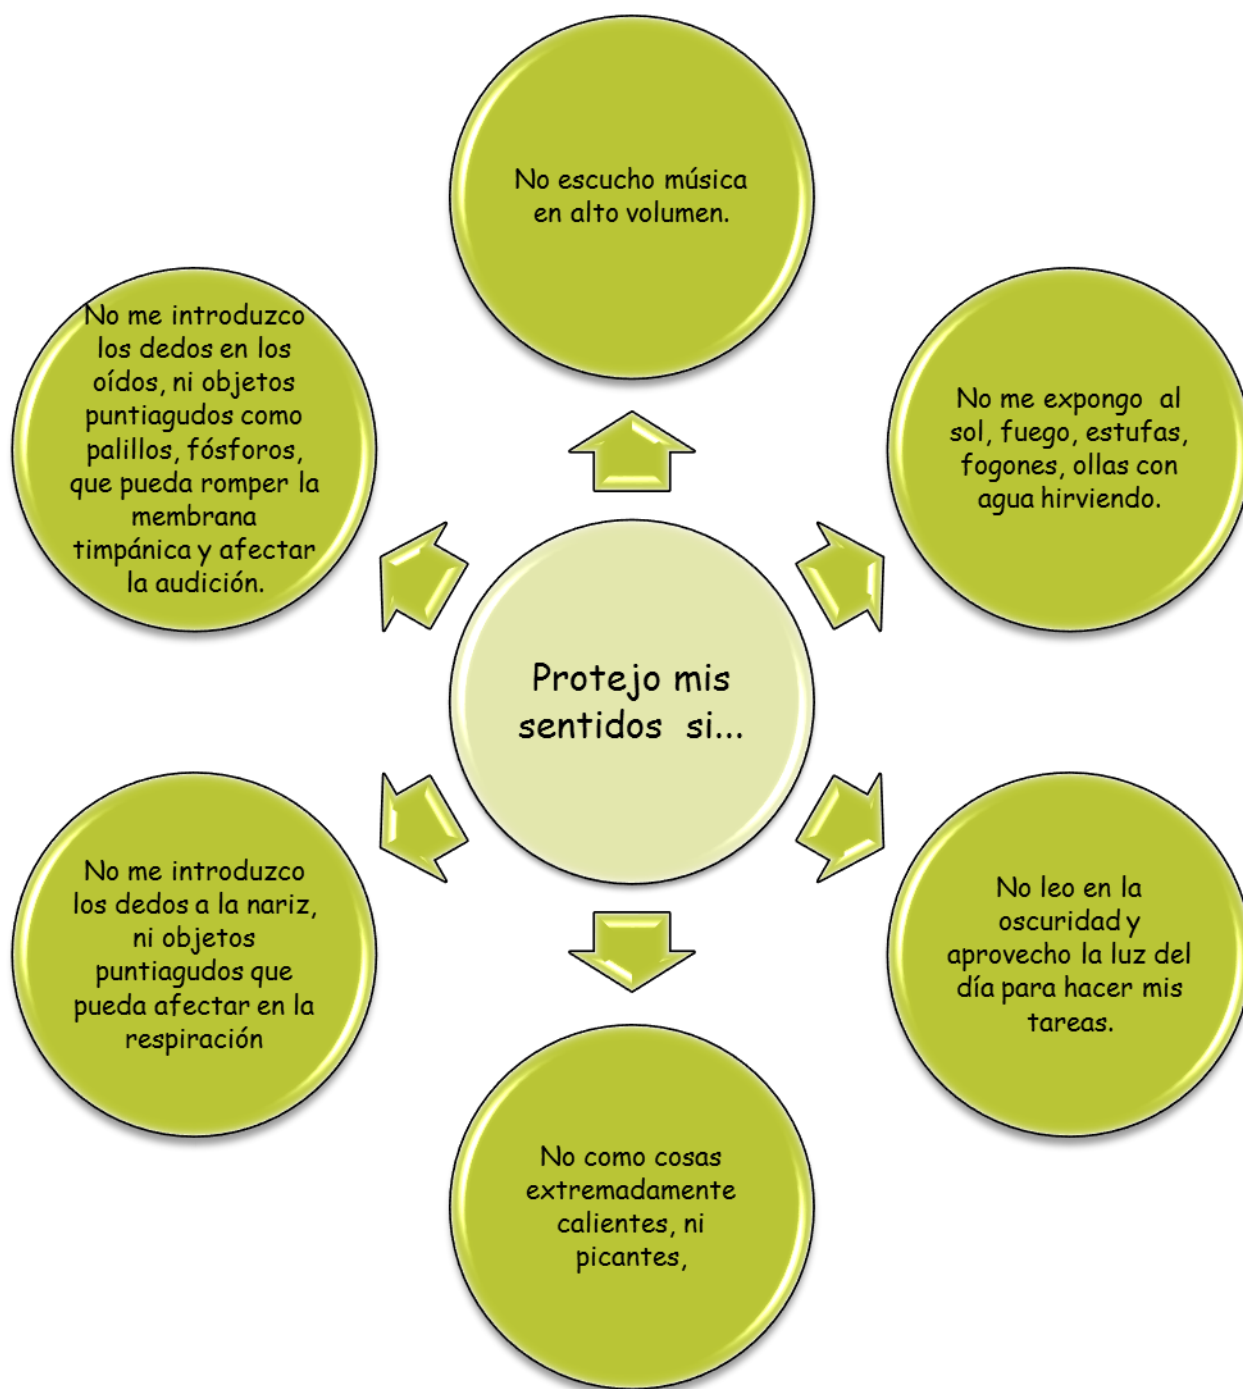 No escucho música
en alto volumen.
No me introduzco
los dedos en los
oídos, ni objetos
puntiagudos como
palillos, fósforos,
que pueda romper la
membrana
timpánica y afectar
la audición.
No me expongo  al
sol, fuego, estufas,
fogones, ollas con
agua hirviendo.
Protejo mis
sentidos  si...
No me introduzco
los dedos a la nariz,
ni objetos
puntiagudos que
pueda afectar en la
respiración
No leo en la
oscuridad y
aprovecho la luz del
día para hacer mis
tareas.
No como cosas
extremadamente
calientes, ni
picantes,